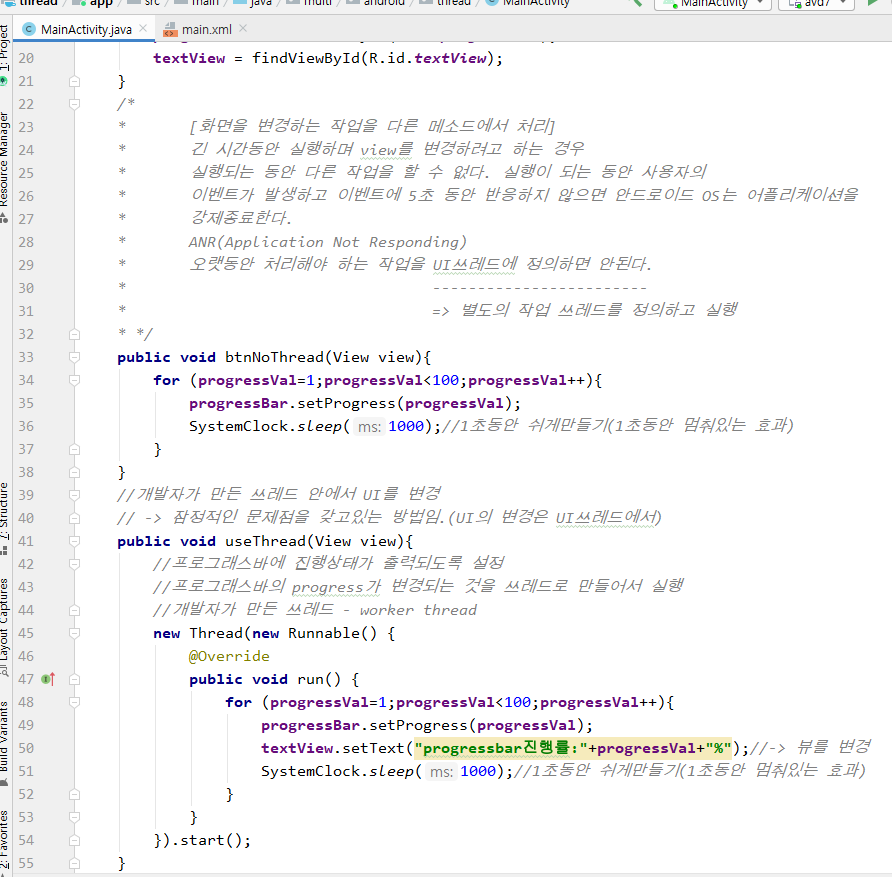 thread app src main java multi android thread MainActivity MainActivity avd7
MainActivity.java main.xml
1: Project
Resource Manager
7: Structure
Layout Captures
Build Variants
2: Favorites
20 textView = findViewById(R.id.textView);
21 }
22 /*
23 * [화면을 변경하는 작업을 다른 메소드에서 처리]
24 * 긴 시간동안 실행하며 view를 변경하려고 하는 경우
25 * 실행되는 동안 다른 작업을 할 수 없다. 실행이 되는 동안 사용자의
26 * 이벤트가 발생하고 이벤트에 5초 동안 반응하지 않으면 안드로이드 OS는 어플리케이션을
27 * 강제종료한다.
28 * ANR(Application Not Responding)
29 * 오랫동안 처리해야 하는 작업을 UI쓰레드에 정의하면 안된다.
30 * ------------------------
31 * => 별도의 작업 쓰레드를 정의하고 실행
32 * */
33 public void btnNoThread(View view){
34 for (progressVal=1;progressVal<100;progressVal++){
35 progressBar.setProgress(progressVal);
36 SystemClock.sleep( ms: 1000);//1초동안 쉬게만들기(1초동안 멈춰있는 효과)
37 }
38 }
39 //개발자가 만든 쓰레드 안에서 UI를 변경
40 // -> 잠정적인 문제점을 갖고있는 방법임.(UI의 변경은 UI쓰레드에서)
41 public void useThread(View view){
42 //프로그래스바에 진행상태가 출력되도록 설정
43 //프로그래스바의 progress가 변경되는 것을 쓰레드로 만들어서 실행
44 //개발자가 만든 쓰레드 - worker thread
45 new Thread(new Runnable() {
46 @Override
47 public void run() {
48 for (progressVal=1;progressVal<100;progressVal++){
49 progressBar.setProgress(progressVal);
50 textView.setText("progressbar진행률:"+progressVal+"%");//-> 뷰를 변경
51 SystemClock.sleep( ms: 1000);//1초동안 쉬게만들기(1초동안 멈춰있는 효과)
52 }
53 }
54 }).start();
55 }